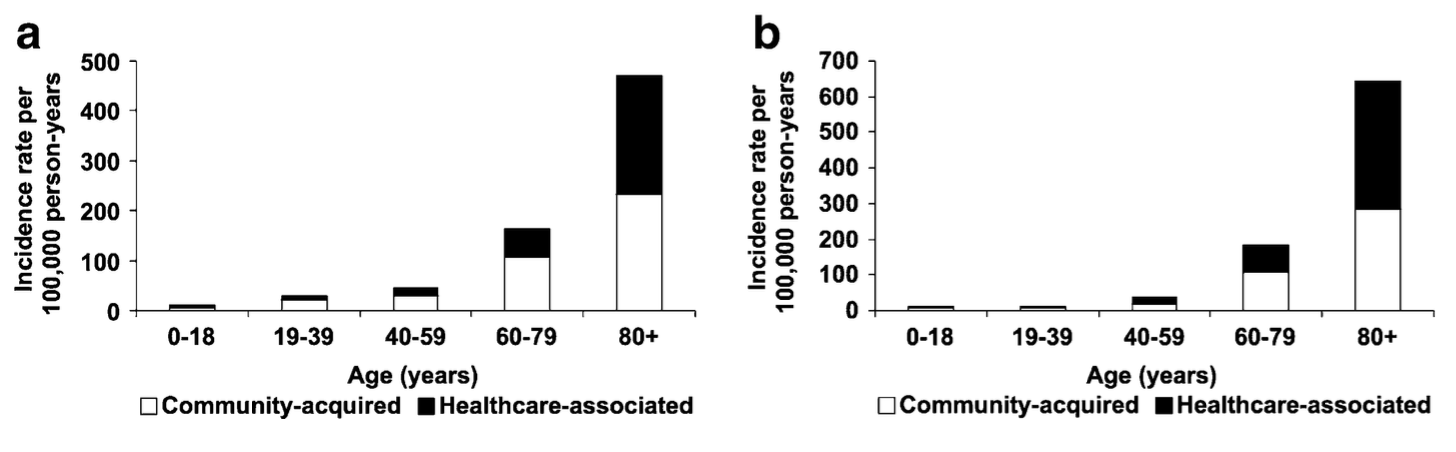 a
Incidence rate per
100,000 person-years
500
400
300
200
100
0
0-18 19-39 40-59 60-79 80+
Age (years)
Community-acquired Healthcare-associated
b
Incidence rate per
100,000 person-years
700
600
500
400
300
200
100
0
0-18 19-39 40-59 60-79 80+
Age (years)
Community-acquired Healthcare-associated